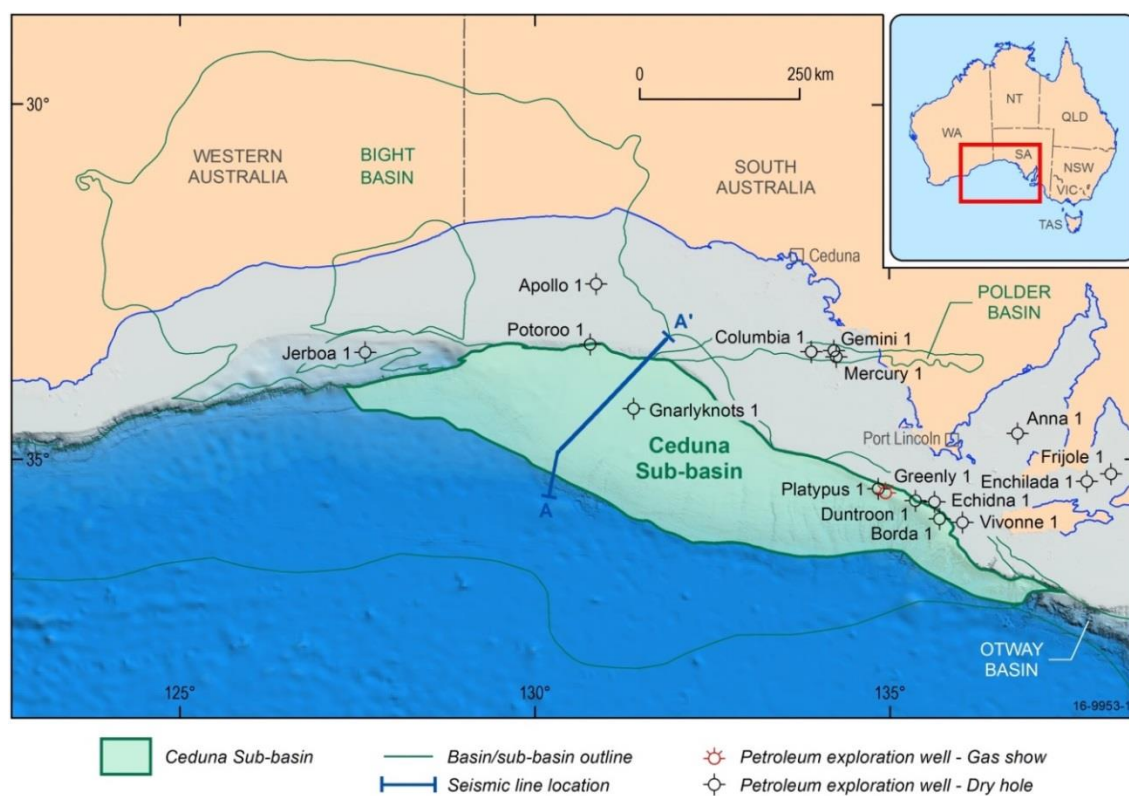 30°
0
250 km
WESTERN
AUSTRALIA
BIGHT
BASIN
SOUTH
AUSTRALIA
NT
QLD
WA
SA
NSW
VIC
TAS
Ceduna
Apollo 1
POLDER
BASIN
A'
Potoroo 1
Columbia 1
Gemini 1
Jerboa 1
Mercury 1
Gnarlyknots 1
Anna 1
Port Lincoln
Ceduna
Sub-basin
35°
Frijole 1
Greenly 1
Enchilada 1
Platypus 1
Echidna 1
A
Duntroon 1
Vivonne 1
Borda 1
OTWAY
BASIN
125°
130°
135°
16-9953-1
Ceduna Sub-basin
Basin/sub-basin outline
Petroleum exploration well - Gas show
Seismic line location
Petroleum exploration well - Dry hole